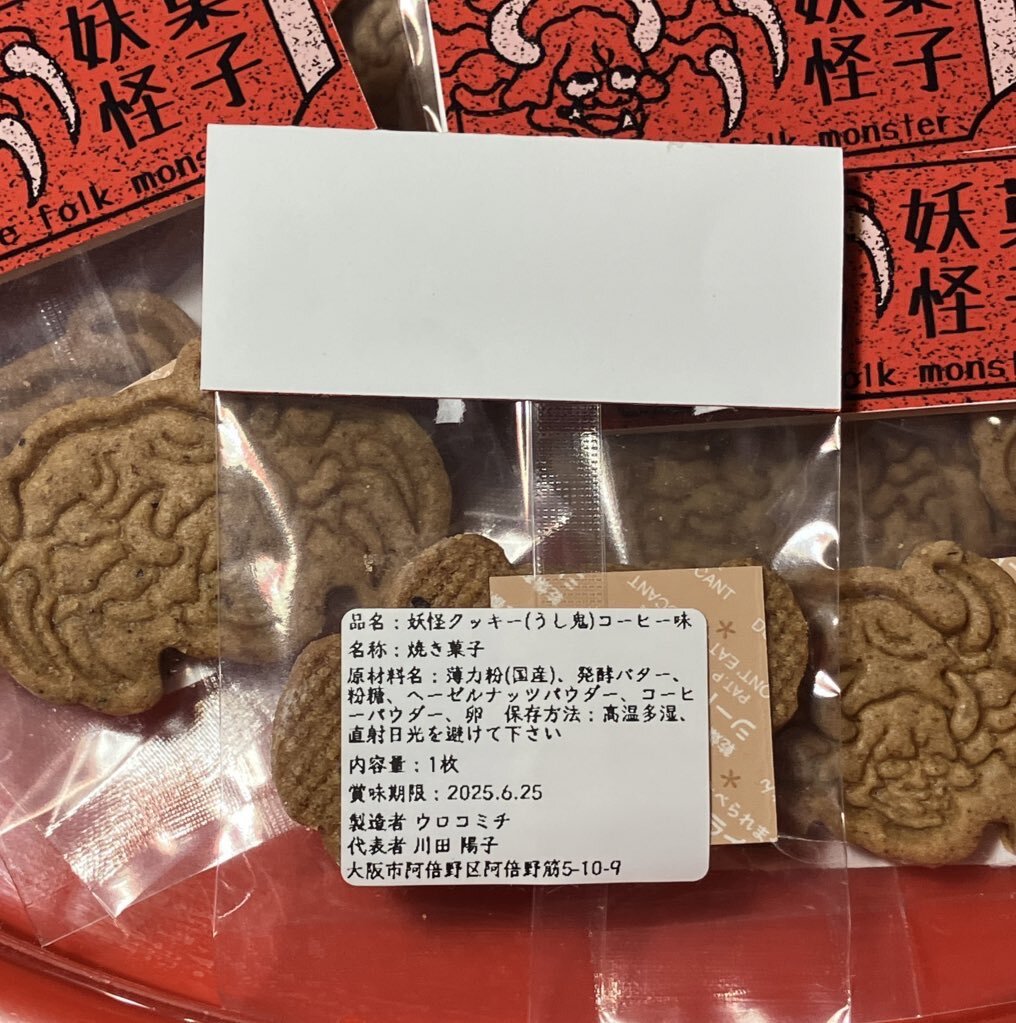 妖怪
菓子
folk monster
妖怪
菓子
folk monster
妖怪
folk monster
品名：妖怪クッキー(うし鬼)コーヒー味
名称：焼き菓子
原材料名：薄力粉(国産)、発酵バター、
粉糖、ヘーゼルナッツパウダー、コーヒ
ーパウダー、卵　保存方法：高温多湿、
直射日光を避けて下さい
内容量：1枚
賞味期限：2025.6.25
製造者 ウロコミチ
代表者 川田 陽子
大阪市阿倍野区阿倍野筋5-10-9